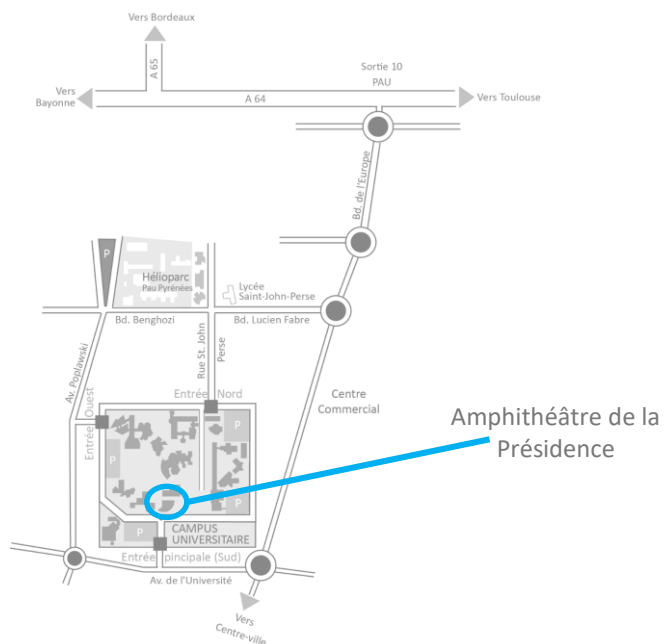 Vers Bordeaux
A 65
Sortie 10
PAU
Vers
Bayonne
A 64
Vers Toulouse
Bd. de l'Europe
P
Hélioparc
Pau Pyrénées
Lycée
Saint-John-Perse
Bd. Benghozi
Bd. Lucien Fabre
Rue St. John
Perse
Av. Poplawski
Entrée Nord
Entrée Ouest
Centre
Commercial
Amphithéâtre de la
Présidence
P
P
P
P
CAMPUS
UNIVERSITAIRE
Entrée pincipale (Sud)
Av. de l'Université
Vers
Centre-ville